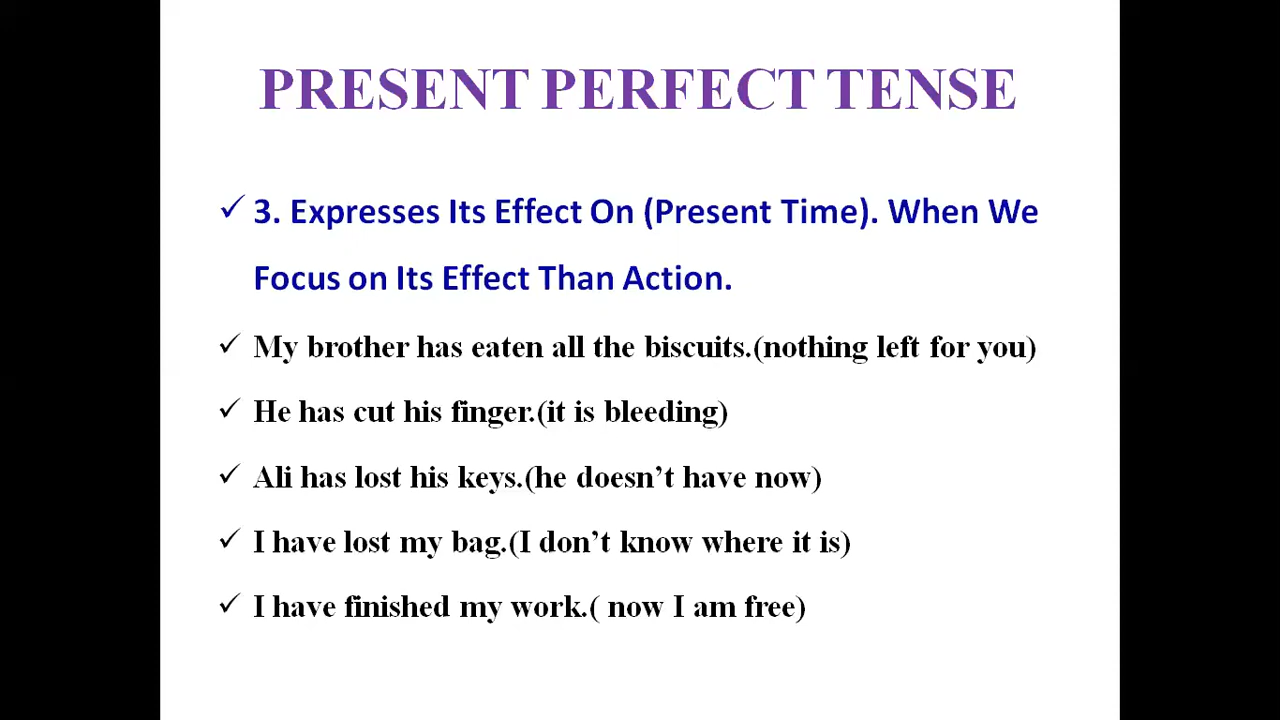 PRESENT PERFECT TENSE
✓ 3. Expresses Its Effect On (Present Time). When We
Focus on Its Effect Than Action.
✓ My brother has eaten all the biscuits.(nothing left for you)
✓ He has cut his finger.(it is bleeding)
✓ Ali has lost his keys.(he doesn’t have now)
✓ I have lost my bag.(I don’t know where it is)
✓ I have finished my work.( now I am free)